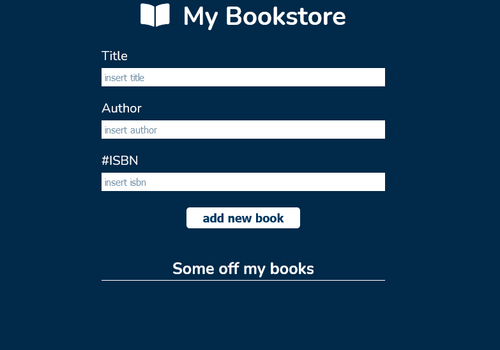 My Bookstore
Title
insert title
Author
insert author
#ISBN
insert isbn
add new book
Some off my books